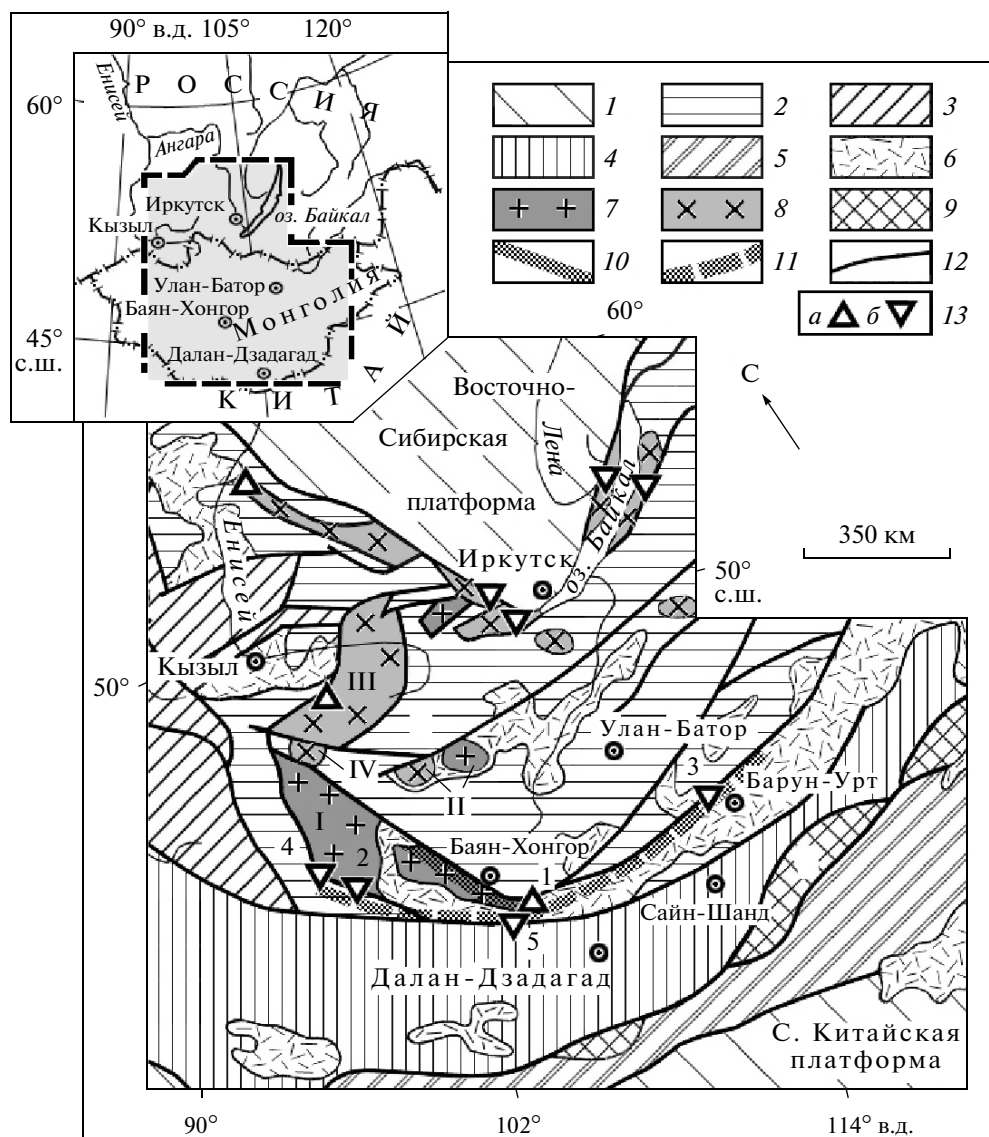 90° в.д. 105° 120°
РОССИЯ
Енисей
60°
Ангара
Иркутск
оз. Байкал
Кызыл
Улан-Батор
Баян-Хонгор
Монголия
45°
с.ш.
Далан-Дзадагад
КИТАЙ
1 2 3
4 5 6
7 8 9
10 11 12
60° а б 13
С
Восточно-
Сибирская
платформа
Лена
оз. Байкал
Иркутск
350 км
50°
с.ш.
Енисей
Кызыл
50°
III
Улан-Батор
IV
II
3
Барун-Урт
I
Баян-Хонгор
4 2
1
Сайн-Шанд
5
Далан-Дзадагад
С. Китайская
платформа
90° 102° 114° в.д.